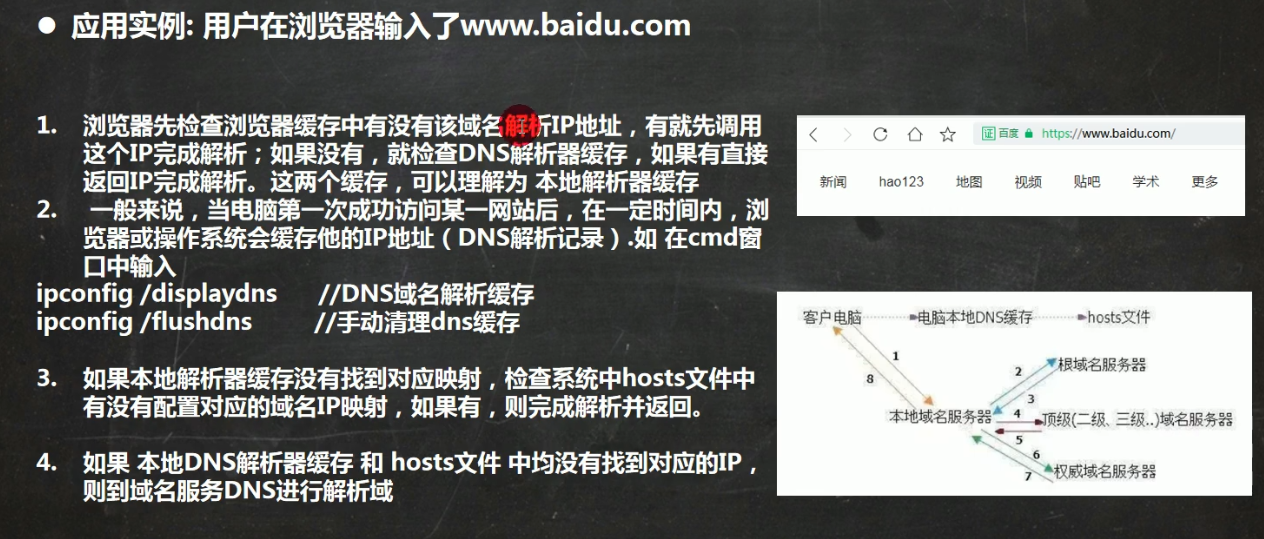 ● 应用实例: 用户在浏览器输入了www.baidu.com
1. 浏览器先检查浏览器缓存中有没有该域名解析IP地址，有就先调用
这个IP完成解析；如果没有，就检查DNS解析器缓存，如果有直接
返回IP完成解析。这两个缓存，可以理解为 本地解析器缓存
2. 一般来说，当电脑第一次成功访问某一网站后，在一定时间内，浏
览器或操作系统会缓存他的IP地址（DNS解析记录）.如 在cmd窗
口中输入
ipconfig /displaydns //DNS域名解析缓存
ipconfig /flushdns //手动清理dns缓存
3. 如果本地解析器缓存没有找到对应映射，检查系统中hosts文件中
有没有配置对应的域名IP映射，如果有，则完成解析并返回。
4. 如果 本地DNS解析器缓存 和 hosts文件 中均没有找到对应的IP，
则到域名服务DNS进行解析域
证 百度 https://www.baidu.com/
新闻 hao123 地图 视频 贴吧 学术 更多
客户电脑 电脑本地DNS缓存 hosts文件
1
2 根域名服务器
8
3
本地域名服务器 4 顶级(二级、三级..)域名服务器
5
6
7 权威域名服务器